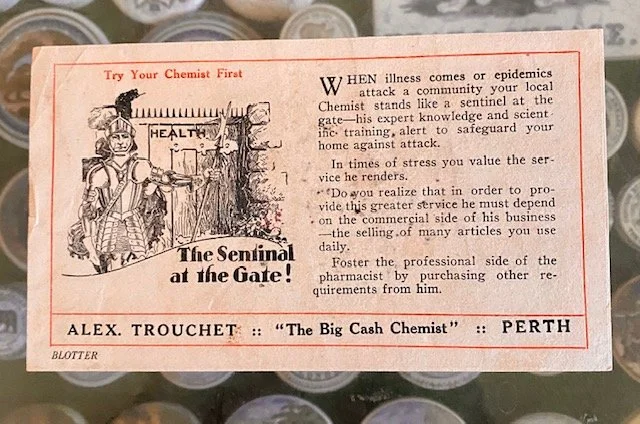 Try Your Chemist First
HEALTH
The Sentinal
at the Gate!
WHEN illness comes or epidemics
attack a community your local
Chemist stands like a sentinel at the
gate—his expert knowledge and scient-
ific training, alert to safeguard your
home against attack.
In times of stress you value the ser-
vice he renders.
Do you realize that in order to pro-
vide this greater service he must depend
on the commercial side of his business
—the selling of many articles you use
daily.
Foster the professional side of the
pharmacist by purchasing other re-
quirements from him.
ALEX. TROUCHET :: "The Big Cash Chemist" :: PERTH
BLOTTER